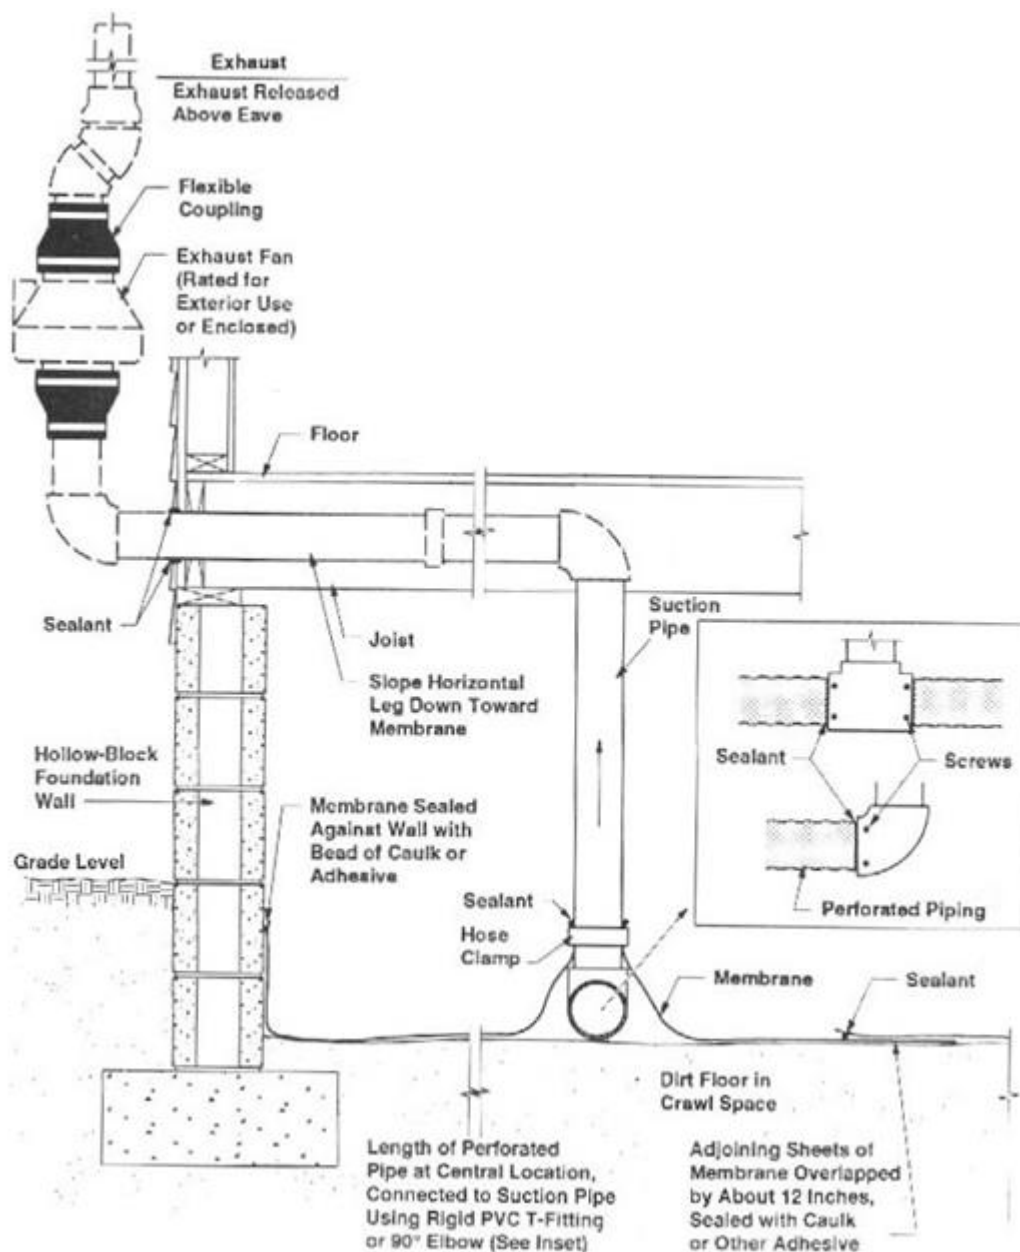 Exhaust
Exhaust Released
Above Eave
Flexible
Coupling
Exhaust Fan
(Rated for
Exterior Use
or Enclosed)
Floor
Sealant
Joist
Suction
Pipe
Slope Horizontal
Leg Down Toward
Membrane
Sealant
Screws
Hollow-Block
Foundation
Wall
Membrane Sealed
Against Wall with
Bead of Caulk or
Adhesive
Grade Level
Perforated Piping
Sealant
Hose
Clamp
Membrane
Sealant
Dirt Floor in
Crawl Space
Length of Perforated
Pipe at Central Location,
Connected to Suction Pipe
Using Rigid PVC T-Fitting
or 90° Elbow (See Inset)
Adjoining Sheets of
Membrane Overlapped
by About 12 Inches,
Sealed with Caulk
or Other Adhesive